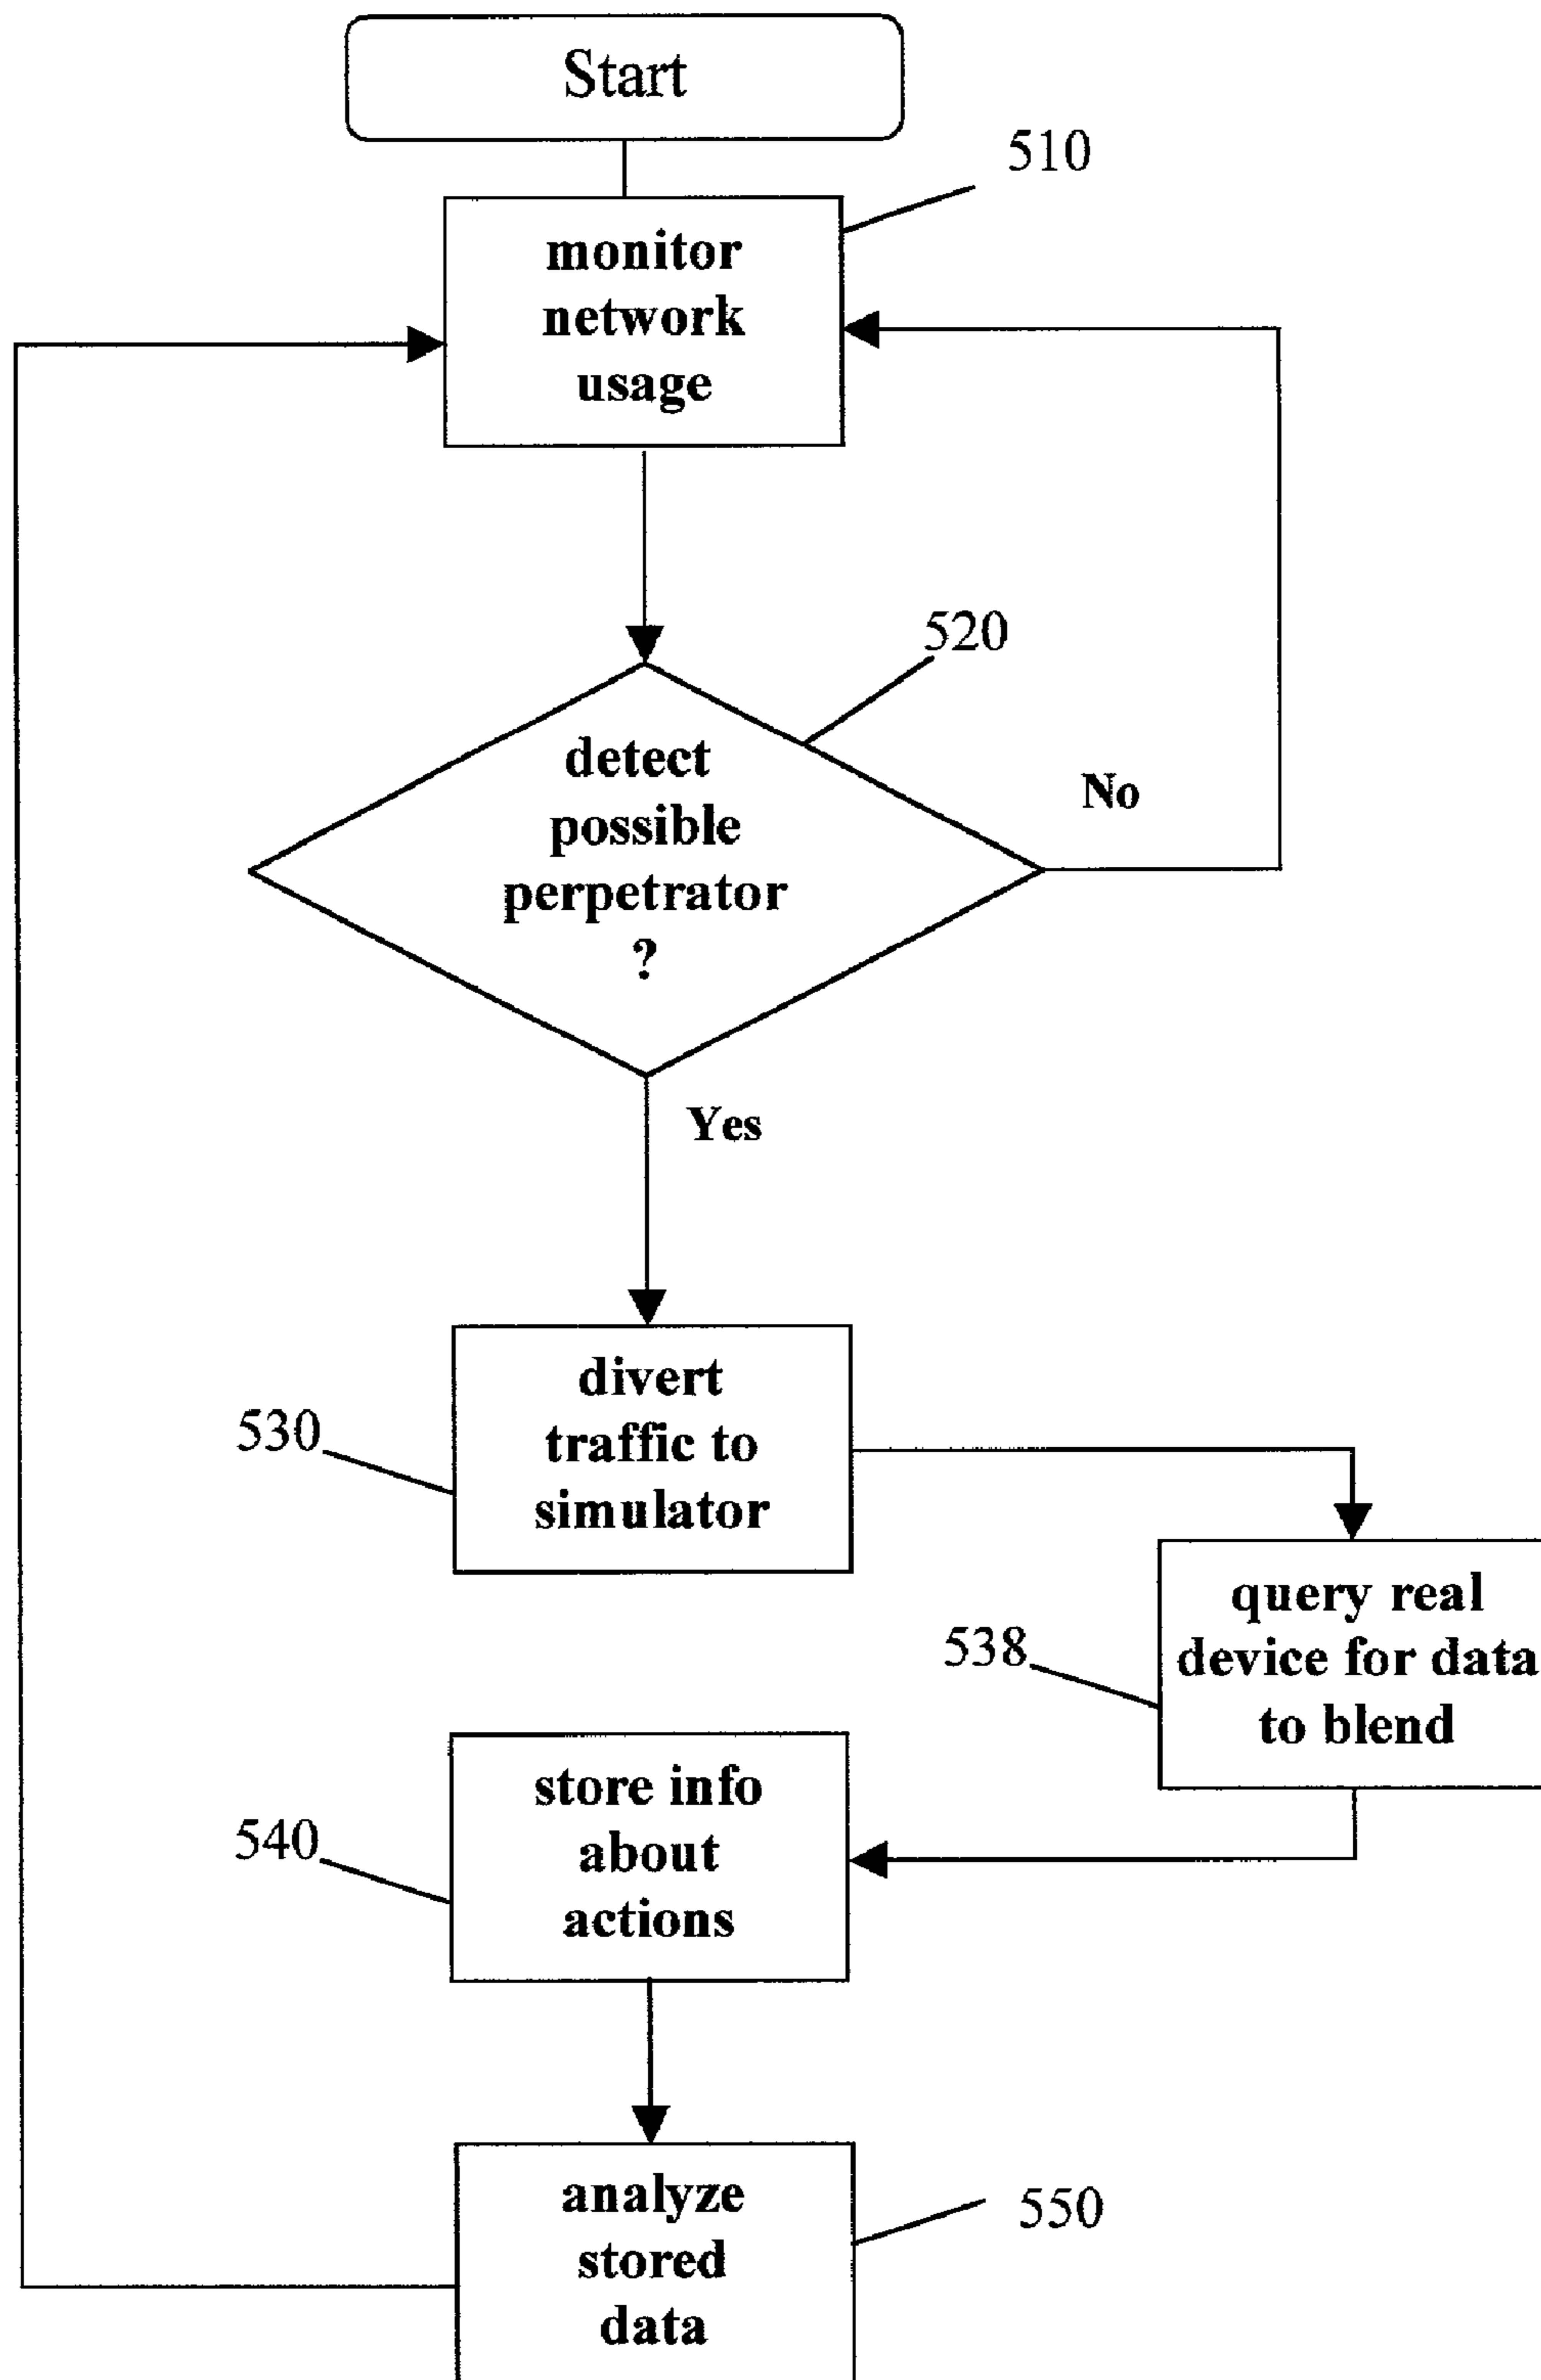 Start
510
monitor
network
usage
520
detect
possible
perpetrator
?
No
Yes
530
divert
traffic to
simulator
538
query real
device for data
to blend
540
store info
about
actions
550
analyze
stored
data